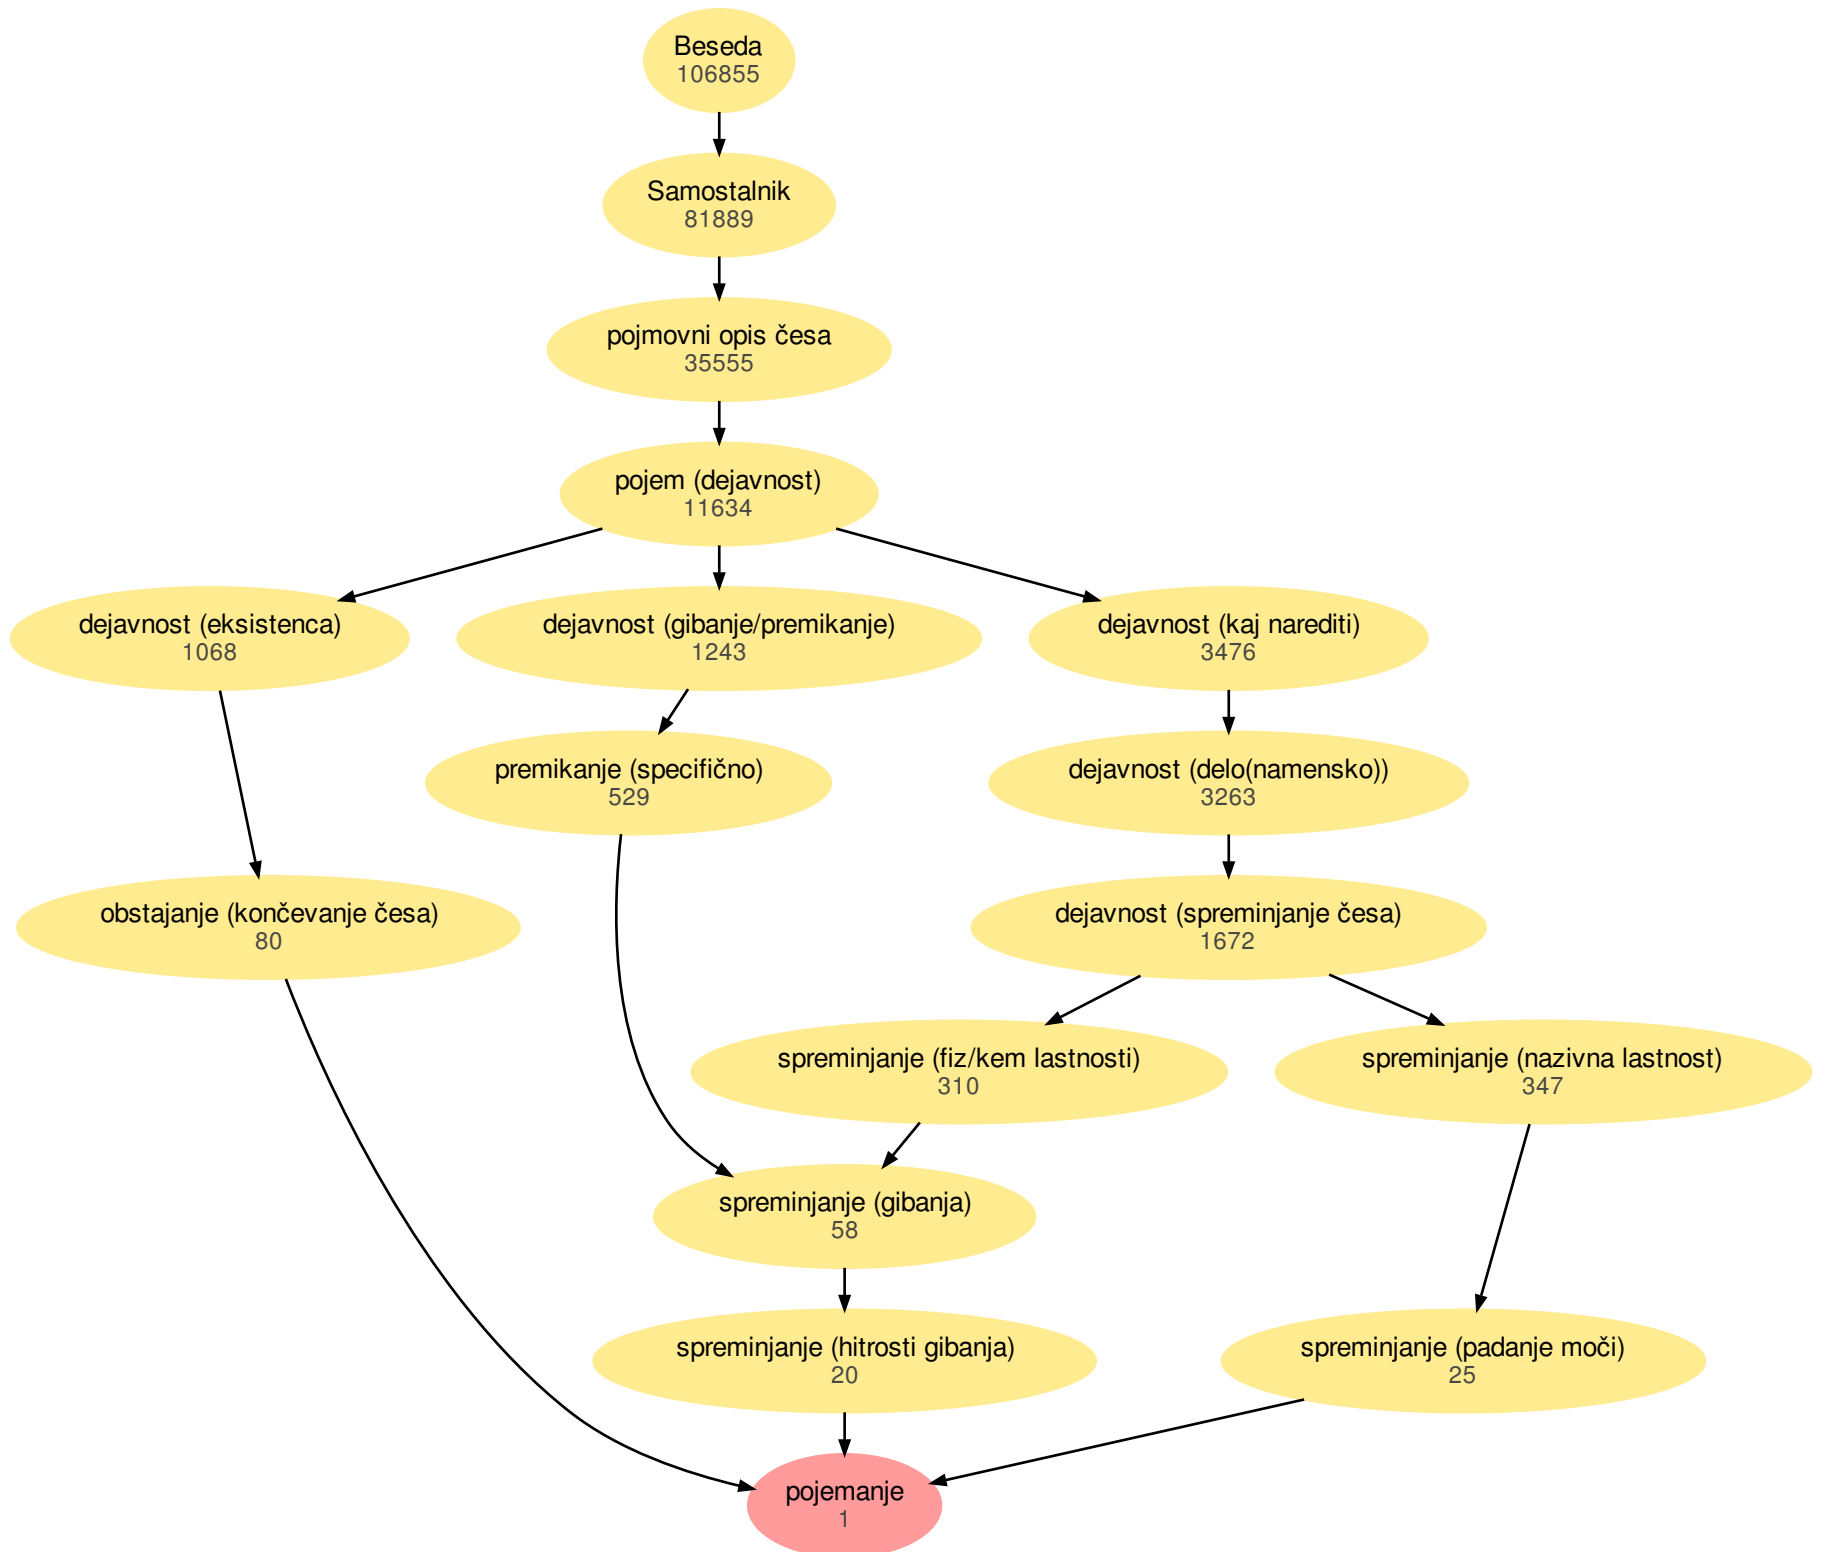 Beseda
106855
Samostalnik
81889
pojmovni opis česa
35555
pojem (dejavnost)
11634
dejavnost (eksistenca)
1068
dejavnost (gibanje/premikanje)
1243
dejavnost (kaj narediti)
3476
premikanje (specifično)
529
dejavnost (delo(namensko))
3263
obstajanje (končevanje česa)
80
dejavnost (spreminjanje česa)
1672
spreminjanje (fiz/kem lastnosti)
310
spreminjanje (nazivna lastnost)
347
spreminjanje (gibanja)
58
spreminjanje (hitrosti gibanja)
20
spreminjanje (padanje moči)
25
pojemanje
1